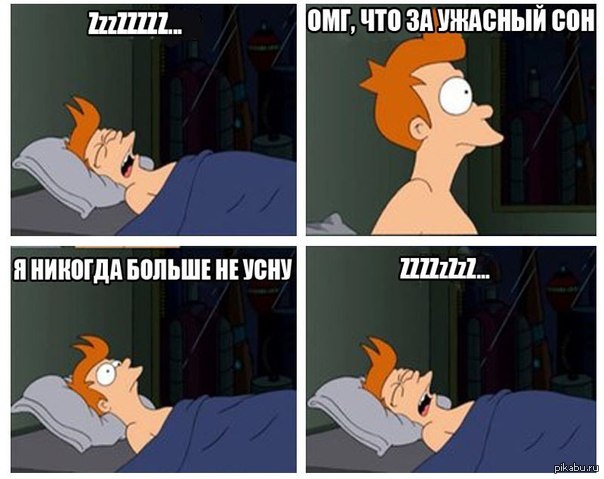 ZzzZZZZZ...
ОМГ, ЧТО ЗА УЖАСНЫЙ СОН
Я НИКОГДА БОЛЬШЕ НЕ УСНУ
ZZZZzZzZ...
pikabu.ru